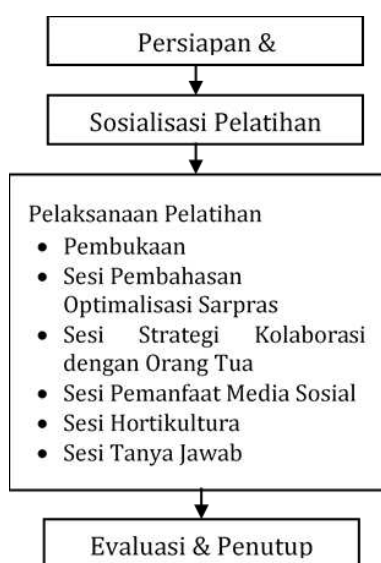 Persiapan &
Sosialisasi Pelatihan
Pelaksanaan Pelatihan
• Pembukaan
• Sesi Pembahasan
Optimalisasi Sarpras
• Sesi Strategi Kolaborasi
dengan Orang Tua
• Sesi Pemanfaat Media Sosial
• Sesi Hortikultura
• Sesi Tanya Jawab
Evaluasi & Penutup